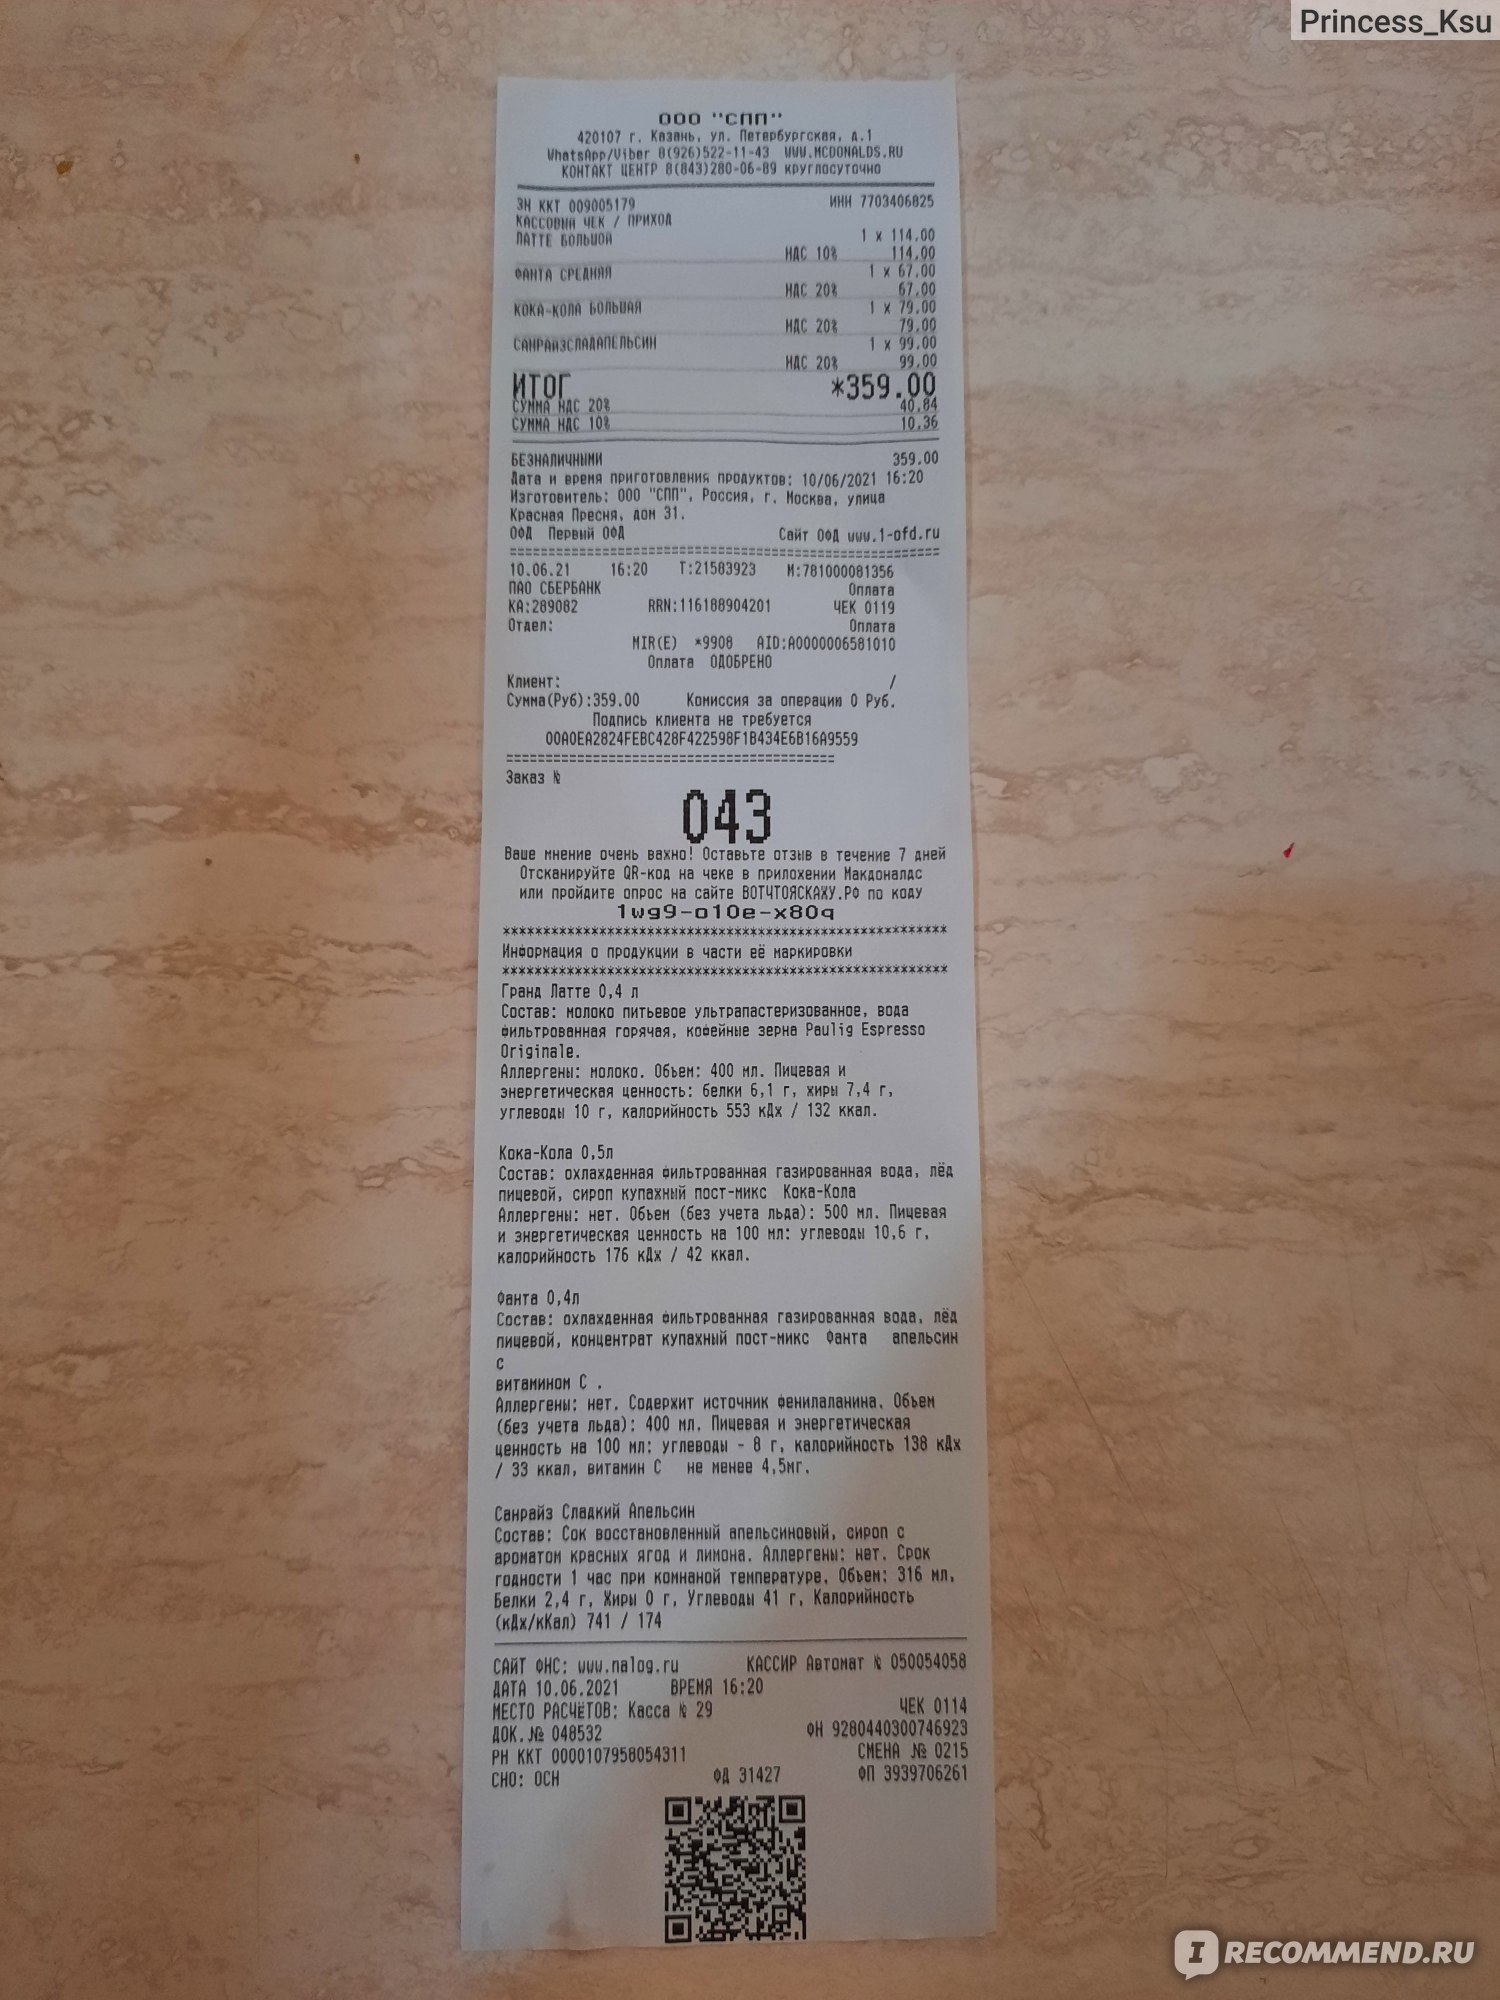 Princess_Ksu
ООО "СПП"
420107 г. Казань, ул. Петербургская, д.1
WhatsApp/Viber 8(926)522-11-43 WWW.MCDONALDS.RU
КОНТАКТ ЦЕНТР 8(843)280-06-89 круглосуточно
ЗН ККТ 009005179 ИНН 7703406825
КАССОВЫЙ ЧЕК / ПРИХОД
ЛАТТЕ БОЛЬШОЙ 1 x 114.00
НДС 10% 114.00
ФАНТА СРЕДНЯЯ 1 x 67.00
НДС 20% 67.00
КОКА-КОЛА БОЛЬШАЯ 1 x 79.00
НДС 20% 79.00
САНРАЙЗСЛАДАПЕЛЬСИН 1 x 99.00
НДС 20% 99.00
ИТОГ *359.00
СУММА НДС 20% 40.84
СУММА НДС 10% 10.36
БЕЗНАЛИЧНЫМИ 359.00
Дата и время приготовления продуктов: 10/06/2021 16:20
Изготовитель: ООО "СПП", Россия, г. Москва, улица
Красная Пресня, дом 31.
ОФД Первый ОФД Сайт ОФД www.1-ofd.ru
10.06.21 16:20 Т:21583923 М:781000081356
ПАО СБЕРБАНК Оплата
КА:289082 RRN:116188904201 ЧЕК 0119
Отдел: Оплата
MIR(E) *9908 AID:A0000006581010
Оплата ОДОБРЕНО
Клиент: /
Сумма(Руб):359.00 Комиссия за операцию 0 Руб.
Подпись клиента не требуется
00A0EA2824FEBC428F422598F1B434E6B16A9559
Заказ №
043
Ваше мнение очень важно! Оставьте отзыв в течение 7 дней
Отсканируйте QR-код на чеке в приложении Макдоналдс
или пройдите опрос на сайте ВОТЧТОЯСКАЖУ.РФ по коду
1wg9-o10e-x80q
********************************************************
Информация о продукции в части её маркировки
********************************************************
Гранд Латте 0,4 л
Состав: молоко питьевое ультрапастеризованное, вода
фильтрованная горячая, кофейные зерна Paulig Espresso
Originale.
Аллергены: молоко. Объем: 400 мл. Пищевая и
энергетическая ценность: белки 6,1 г, жиры 7,4 г,
углеводы 10 г, калорийность 553 кДж / 132 ккал.
Кока-Кола 0,5л
Состав: охлажденная фильтрованная газированная вода, лёд
пищевой, сироп купажный пост-микс Кока-Кола
Аллергены: нет. Объем (без учета льда): 500 мл. Пищевая
и энергетическая ценность на 100 мл: углеводы 10,6 г,
калорийность 176 кДж / 42 ккал.
Фанта 0,4л
Состав: охлажденная фильтрованная газированная вода, лёд
пищевой, концентрат купажный пост-микс Фанта апельсин
с
витамином С .
Аллергены: нет. Содержит источник фенилаланина. Объем
(без учета льда): 400 мл. Пищевая и энергетическая
ценность на 100 мл: углеводы - 8 г, калорийность 138 кДж
/ 33 ккал, витамин С не менее 4,5мг.
Санрайз Сладкий Апельсин
Состав: Сок восстановленный апельсиновый, сироп с
ароматом красных ягод и лимона. Аллергены: нет. Срок
годности 1 час при комнаной температуре. Объем: 316 мл,
Белки 2,4 г, Жиры 0 г, Углеводы 41 г, Калорийность
(кДж/кКал) 741 / 174
САЙТ ФНС: www.nalog.ru КАССИР Автомат № 050054058
ДАТА 10.06.2021 ВРЕМЯ 16:20
МЕСТО РАСЧЁТОВ: Касса № 29 ЧЕК 0114
ДОК.№ 048532 ФН 9280440300746923
РН ККТ 0000107958054311 СМЕНА № 0215
СНО: ОСН ФД 31427 ФП 3939706261
I RECOMMEND.RU